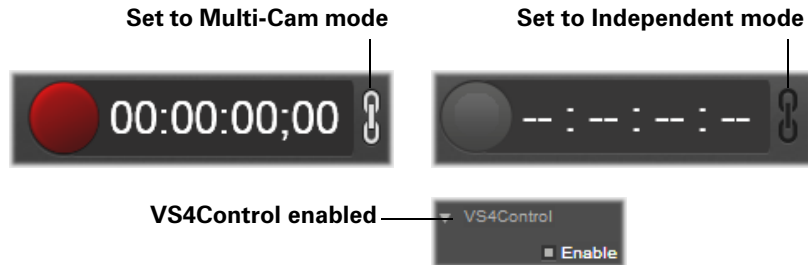 Set to Multi-Cam mode
Set to Independent mode
00:00:00;00
-- : -- : -- : --
VS4Control enabled
VS4Control
Enable